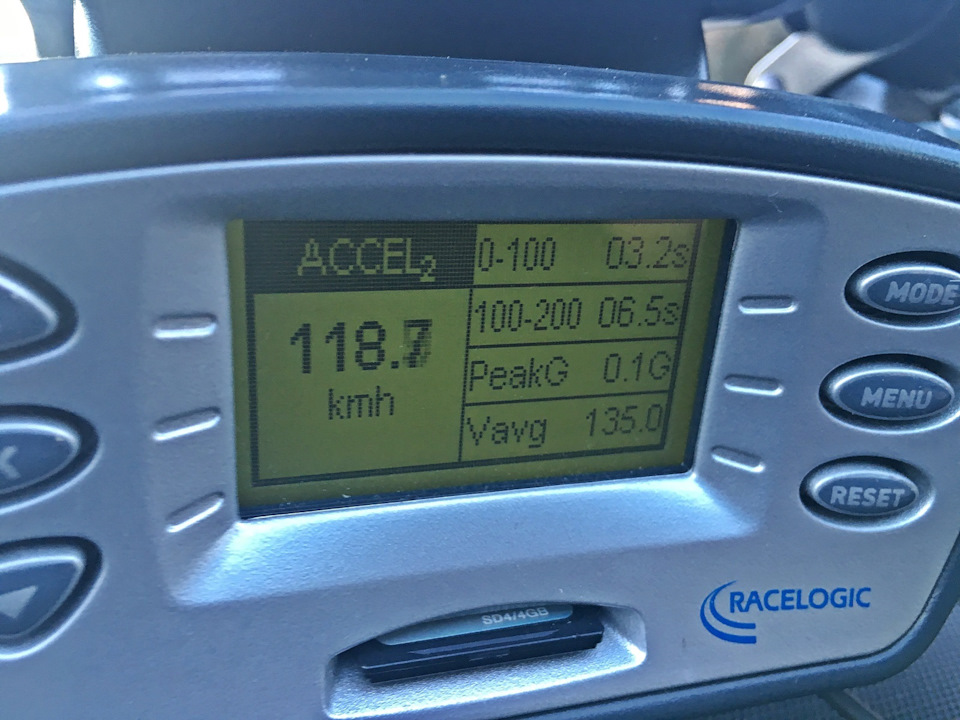 ACCEL2
0-100 03.2s
118.7
kmh
100-200 06.5s
PeakG 0.1G
Vavg 135.0
MODE
MENU
RESET
RACELOGIC
SD4/4GB